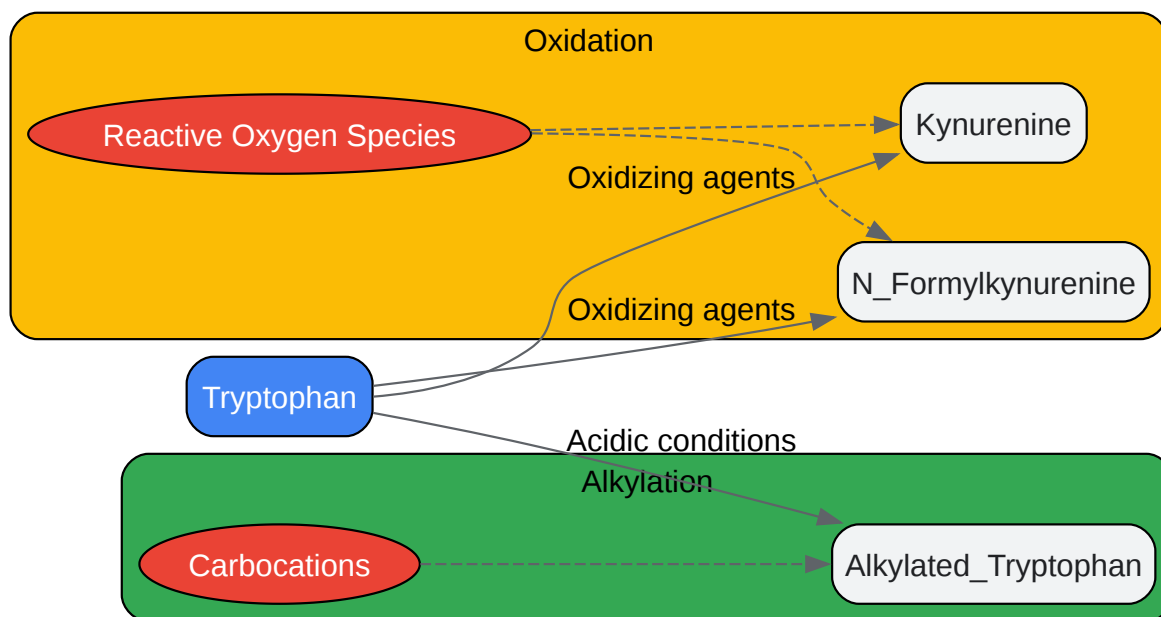 Oxidation
Reactive Oxygen Species
Kynurenine
Oxidizing agents
N_Formylkynurenine
Oxidizing agents
Tryptophan
Acidic conditions
Alkylation
Carbocations
Alkylated_Tryptophan